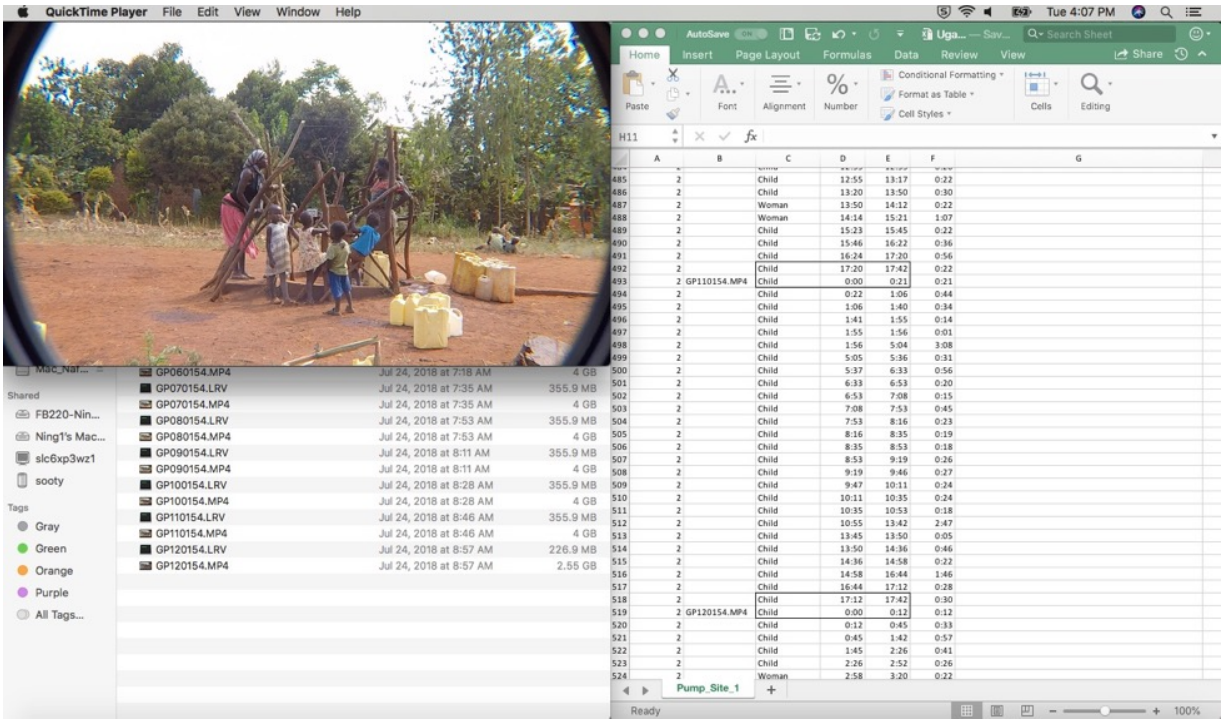 QuickTime Player File Edit View Window Help
Tue 4:07 PM
AutoSave ON Uga... — Sav... Search Sheet
Home Insert Page Layout Formulas Data Review View Share
Paste Font Alignment Number Conditional Formatting Format as Table Cell Styles Cells Editing
H11 fx
A B C D E F G
485 2 Child 12:55 13:17 0:22
486 2 Child 13:20 13:50 0:30
487 2 Woman 13:50 14:12 0:22
488 2 Woman 14:14 15:21 1:07
489 2 Child 15:23 15:45 0:22
490 2 Child 15:46 16:22 0:36
491 2 Child 16:24 17:20 0:56
492 2 Child 17:20 17:42 0:22
493 2 GP110154.MP4 Child 0:00 0:21 0:21
494 2 Child 0:22 1:06 0:44
495 2 Child 1:06 1:40 0:34
496 2 Child 1:41 1:55 0:14
497 2 Child 1:55 1:56 0:01
498 2 Child 1:56 5:04 3:08
499 2 Child 5:05 5:36 0:31
500 2 Child 5:37 6:33 0:56
501 2 Child 6:33 6:53 0:20
502 2 Child 6:53 7:08 0:15
503 2 Child 7:08 7:53 0:45
504 2 Child 7:53 8:16 0:23
505 2 Child 8:16 8:35 0:19
506 2 Child 8:35 8:53 0:18
507 2 Child 8:53 9:19 0:26
508 2 Child 9:19 9:46 0:27
509 2 Child 9:47 10:11 0:24
510 2 Child 10:11 10:35 0:24
511 2 Child 10:35 10:53 0:18
512 2 Child 10:55 13:42 2:47
513 2 Child 13:45 13:50 0:05
514 2 Child 13:50 14:36 0:46
515 2 Child 14:36 14:58 0:22
516 2 Child 14:58 16:44 1:46
517 2 Child 16:44 17:12 0:28
518 2 Child 17:12 17:42 0:30
519 2 GP120154.MP4 Child 0:00 0:12 0:12
520 2 Child 0:12 0:45 0:33
521 2 Child 0:45 1:42 0:57
522 2 Child 1:45 2:26 0:41
523 2 Child 2:26 2:52 0:26
524 2 Woman 2:58 3:20 0:22
Pump_Site_1
Ready 100%
GP060154.MP4 Jul 24, 2018 at 7:18 AM 4 GB
GP070154.LRV Jul 24, 2018 at 7:35 AM 355.9 MB
GP070154.MP4 Jul 24, 2018 at 7:35 AM 4 GB
GP080154.LRV Jul 24, 2018 at 7:53 AM 355.9 MB
GP080154.MP4 Jul 24, 2018 at 7:53 AM 4 GB
GP090154.LRV Jul 24, 2018 at 8:11 AM 355.9 MB
GP090154.MP4 Jul 24, 2018 at 8:11 AM 4 GB
GP100154.LRV Jul 24, 2018 at 8:28 AM 355.9 MB
GP100154.MP4 Jul 24, 2018 at 8:28 AM 4 GB
GP110154.LRV Jul 24, 2018 at 8:46 AM 355.9 MB
GP110154.MP4 Jul 24, 2018 at 8:46 AM 4 GB
GP120154.LRV Jul 24, 2018 at 8:57 AM 226.9 MB
GP120154.MP4 Jul 24, 2018 at 8:57 AM 2.55 GB
Shared
FB220-Nin...
Ning1's Mac...
slc6xp3wz1
sooty
Tags
Gray
Green
Orange
Purple
All Tags...